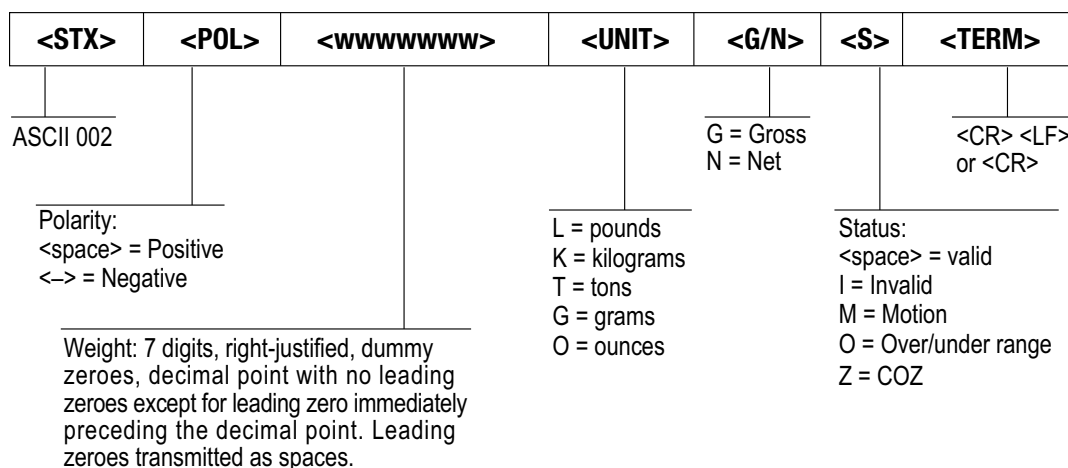 <STX> <POL> <wwwwwww> <UNIT> <G/N> <S> <TERM>
ASCII 002
Polarity:
<space> = Positive
<–> = Negative
Weight: 7 digits, right-justified, dummy
zeroes, decimal point with no leading
zeroes except for leading zero immediately
preceding the decimal point. Leading
zeroes transmitted as spaces.
L = pounds
K = kilograms
T = tons
G = grams
O = ounces
G = Gross
N = Net
Status:
<space> = valid
I = Invalid
M = Motion
O = Over/under range
Z = COZ
<CR> <LF>
or <CR>